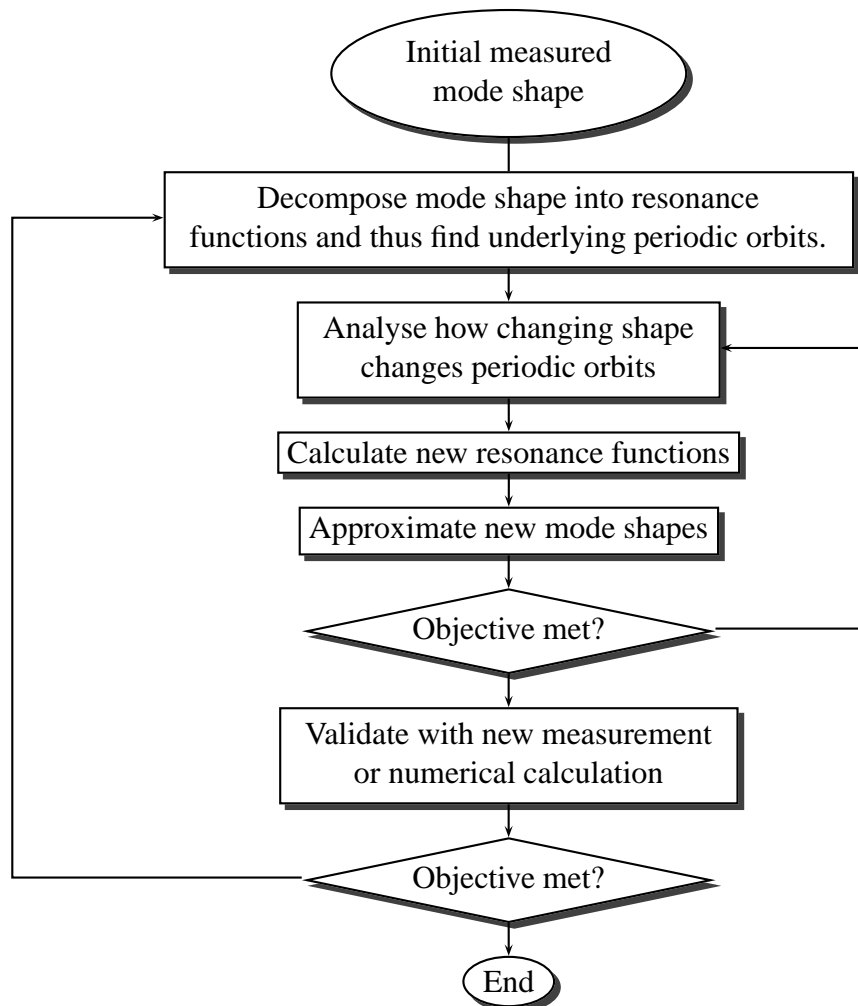 Initial measured
mode shape
Decompose mode shape into resonance
functions and thus find underlying periodic orbits.
Analyse how changing shape
changes periodic orbits
Calculate new resonance functions
Approximate new mode shapes
Objective met?
Validate with new measurement
or numerical calculation
Objective met?
End